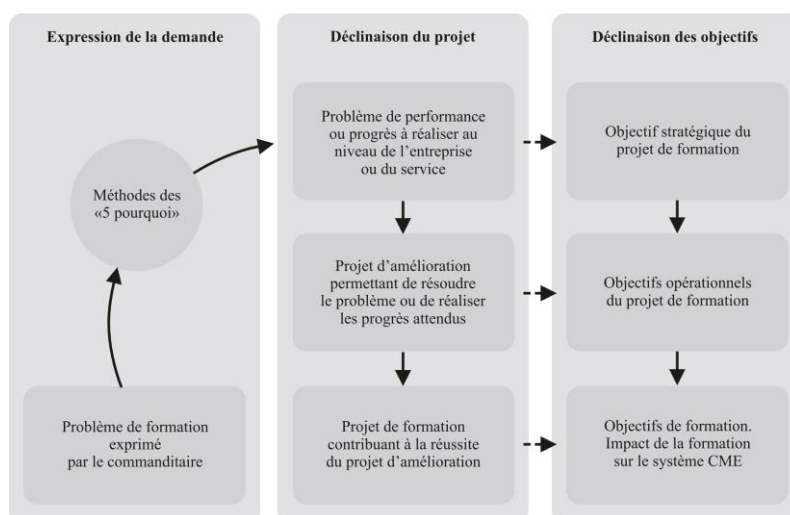 Expression de la demande
Méthodes des
«5 pourquoi»
Problème de formation
exprimé
par le commanditaire
Déclinaison du projet
Problème de performance
ou progrès à réaliser au
niveau de l’entreprise
ou du service
Projet d’amélioration
permettant de résoudre
le problème ou de réaliser
les progrès attendus
Projet de formation
contribuant à la réussite
du projet d’amélioration
Déclinaison des objectifs
Objectif stratégique du
projet de formation
Objectifs opérationnels
du projet de formation
Objectifs de formation.
Impact de la formation
sur le système CME